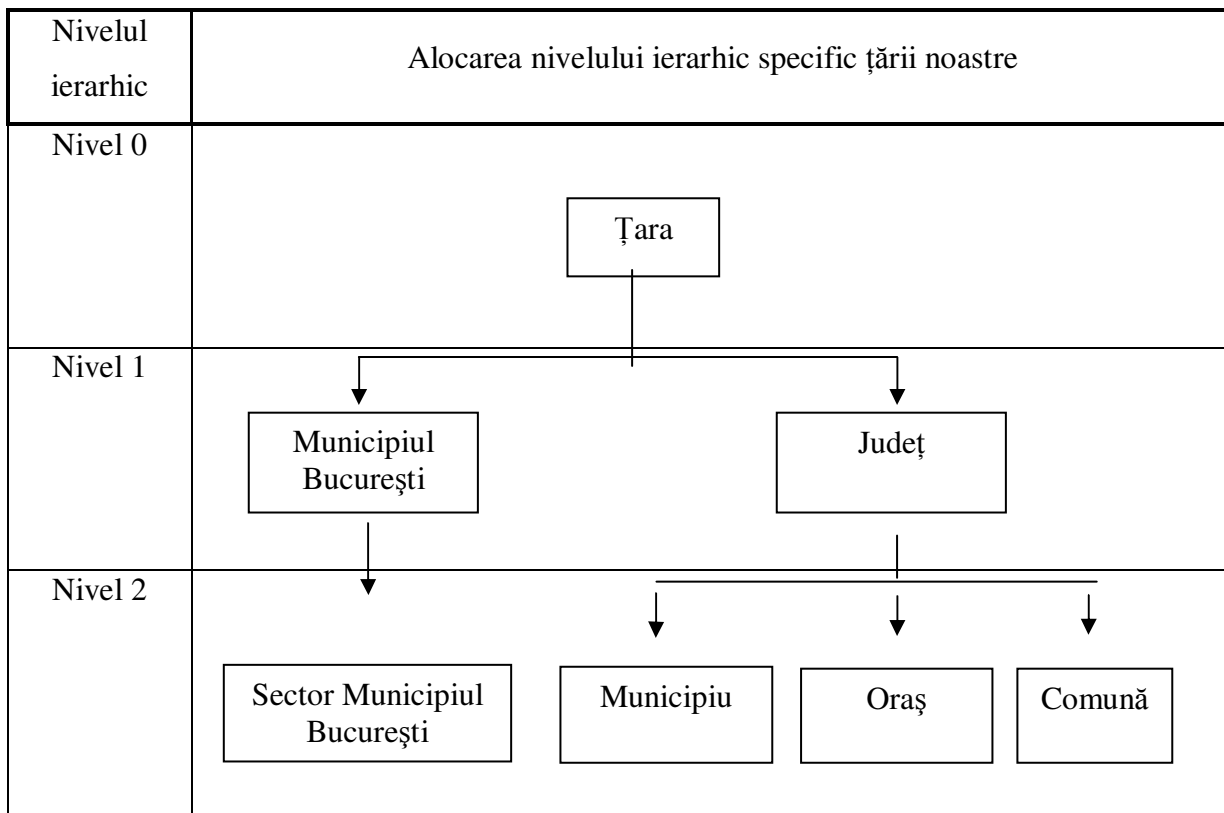 Nivelul
ierarhic
Alocarea nivelului ierarhic specific țării noastre
Nivel 0
Țara
Nivel 1
Municipiul
Bucureşti
Județ
Nivel 2
Sector Municipiul
Bucureşti
Municipiu
Oraş
Comună